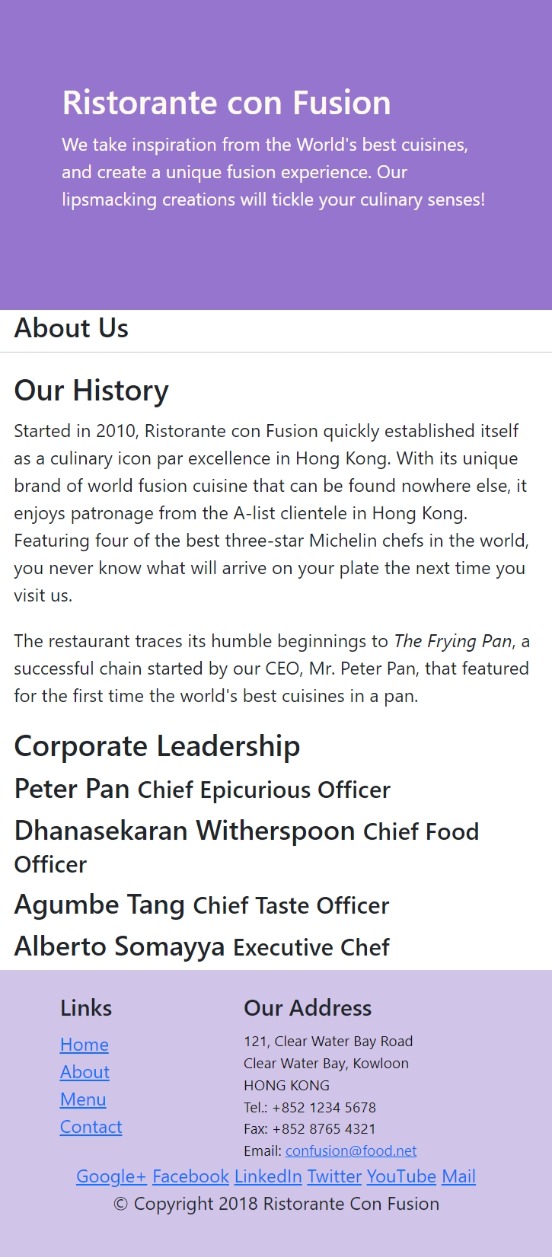 Ristorante con Fusion
We take inspiration from the World's best cuisines,
and create a unique fusion experience. Our
lipsmacking creations will tickle your culinary senses!
About Us
Our History
Started in 2010, Ristorante con Fusion quickly established itself
as a culinary icon par excellence in Hong Kong. With its unique
brand of world fusion cuisine that can be found nowhere else, it
enjoys patronage from the A-list clientele in Hong Kong.
Featuring four of the best three-star Michelin chefs in the world,
you never know what will arrive on your plate the next time you
visit us.
The restaurant traces its humble beginnings to The Frying Pan, a
successful chain started by our CEO, Mr. Peter Pan, that featured
for the first time the world's best cuisines in a pan.
Corporate Leadership
Peter Pan Chief Epicurious Officer
Dhanasekaran Witherspoon Chief Food
Officer
Agumbe Tang Chief Taste Officer
Alberto Somayya Executive Chef
Links
Home
About
Menu
Contact
Our Address
121, Clear Water Bay Road
Clear Water Bay, Kowloon
HONG KONG
Tel.: +852 1234 5678
Fax: +852 8765 4321
Email: confusion@food.net
Google+ Facebook LinkedIn Twitter YouTube Mail
© Copyright 2018 Ristorante Con Fusion